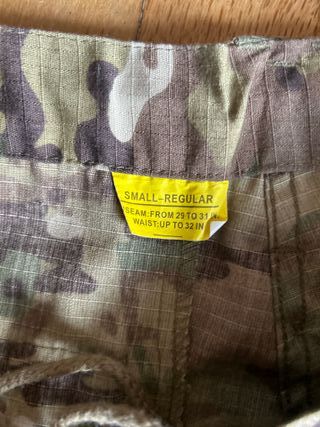 SMALL-REGULAR
SEAM:FROM 29 TO 31 IN
WAIST:UP TO 32 IN